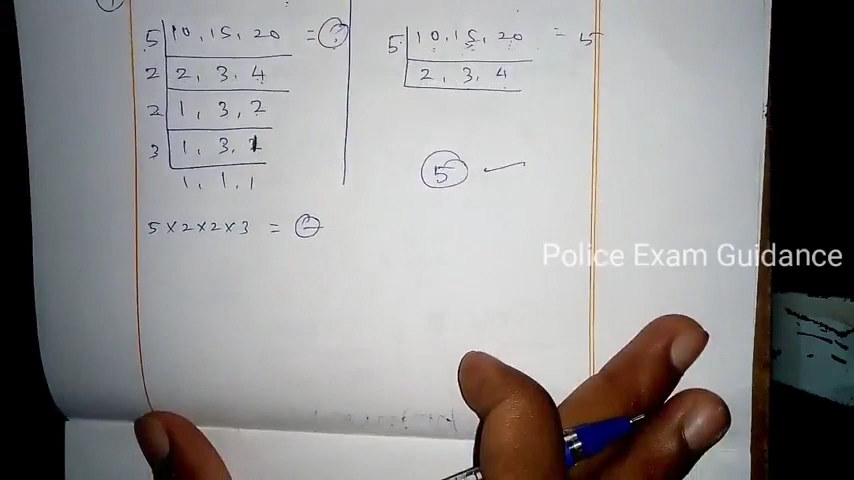 5 | 10, 15, 20 =
2 | 2, 3, 4
2 | 1, 3, 2
3 | 1, 3, 1
1, 1, 1
5 × 2 × 2 × 3 =
5 | 10, 15, 20 = 5
2, 3, 4
5
Police Exam Guidance